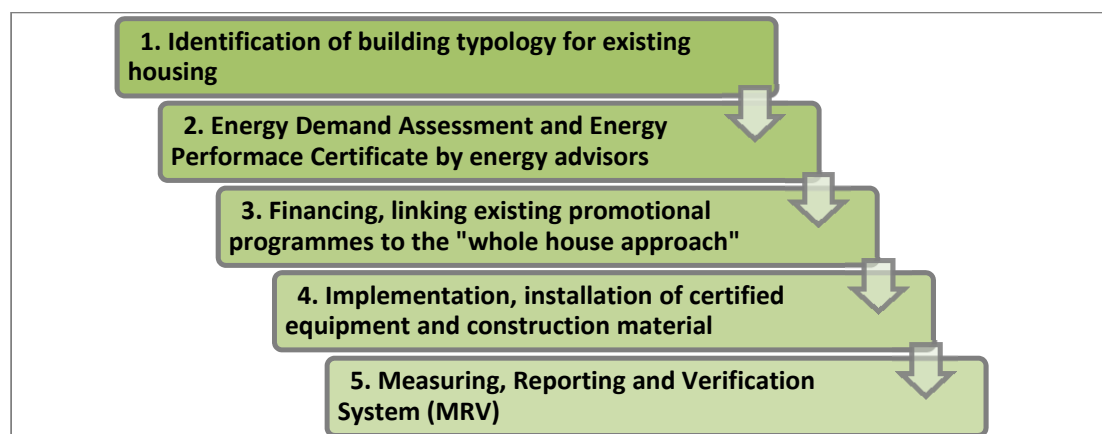 1. Identification of building typology for existing
housing
2. Energy Demand Assessment and Energy
Performace Certificate by energy advisors
3. Financing, linking existing promotional
programmes to the "whole house approach"
4. Implementation, installation of certified
equipment and construction material
5. Measuring, Reporting and Verification
System (MRV)